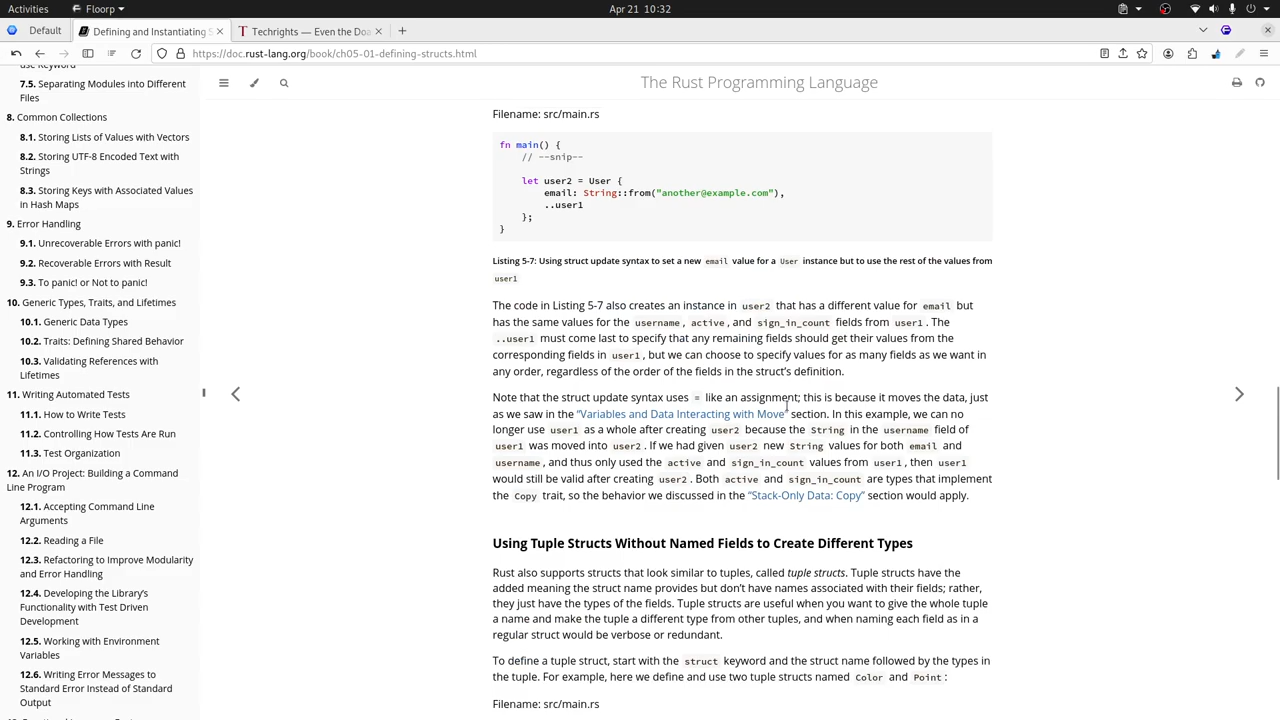 Activities
Floorp
Apr 21 10:32
Default
Defining and Instantiating S
Techrights — Even the Doa
https://doc.rust-lang.org/book/ch05-01-defining-structs.html
use Keyword
7.5. Separating Modules into Different
Files
8. Common Collections
8.1. Storing Lists of Values with Vectors
8.2. Storing UTF-8 Encoded Text with
Strings
8.3. Storing Keys with Associated Values
in Hash Maps
9. Error Handling
9.1. Unrecoverable Errors with panic!
9.2. Recoverable Errors with Result
9.3. To panic! or Not to panic!
10. Generic Types, Traits, and Lifetimes
10.1. Generic Data Types
10.2. Traits: Defining Shared Behavior
10.3. Validating References with
Lifetimes
11. Writing Automated Tests
11.1. How to Write Tests
11.2. Controlling How Tests Are Run
11.3. Test Organization
12. An I/O Project: Building a Command
Line Program
12.1. Accepting Command Line
Arguments
12.2. Reading a File
12.3. Refactoring to Improve Modularity
and Error Handling
12.4. Developing the Library's
Functionality with Test Driven
Development
12.5. Working with Environment
Variables
12.6. Writing Error Messages to
Standard Error Instead of Standard
Output
The Rust Programming Language
Filename: src/main.rs
fn main() {
    // --snip--
    let user2 = User {
        email: String::from("another@example.com"),
        ..user1
    };
}
Listing 5-7: Using struct update syntax to set a new email value for a User instance but to use the rest of the values from
user1
The code in Listing 5-7 also creates an instance in user2 that has a different value for email but
has the same values for the username, active, and sign_in_count fields from user1. The
..user1 must come last to specify that any remaining fields should get their values from the
corresponding fields in user1, but we can choose to specify values for as many fields as we want in
any order, regardless of the order of the fields in the struct's definition.
Note that the struct update syntax uses = like an assignment; this is because it moves the data, just
as we saw in the "Variables and Data Interacting with Move" section. In this example, we can no
longer use user1 as a whole after creating user2 because the String in the username field of
user1 was moved into user2. If we had given user2 new String values for both email and
username, and thus only used the active and sign_in_count values from user1, then user1
would still be valid after creating user2. Both active and sign_in_count are types that implement
the Copy trait, so the behavior we discussed in the "Stack-Only Data: Copy" section would apply.
Using Tuple Structs Without Named Fields to Create Different Types
Rust also supports structs that look similar to tuples, called tuple structs. Tuple structs have the
added meaning the struct name provides but don't have names associated with their fields; rather,
they just have the types of the fields. Tuple structs are useful when you want to give the whole tuple
a name and make the tuple a different type from other tuples, and when naming each field as in a
regular struct would be verbose or redundant.
To define a tuple struct, start with the struct keyword and the struct name followed by the types in
the tuple. For example, here we define and use two tuple structs named Color and Point:
Filename: src/main.rs